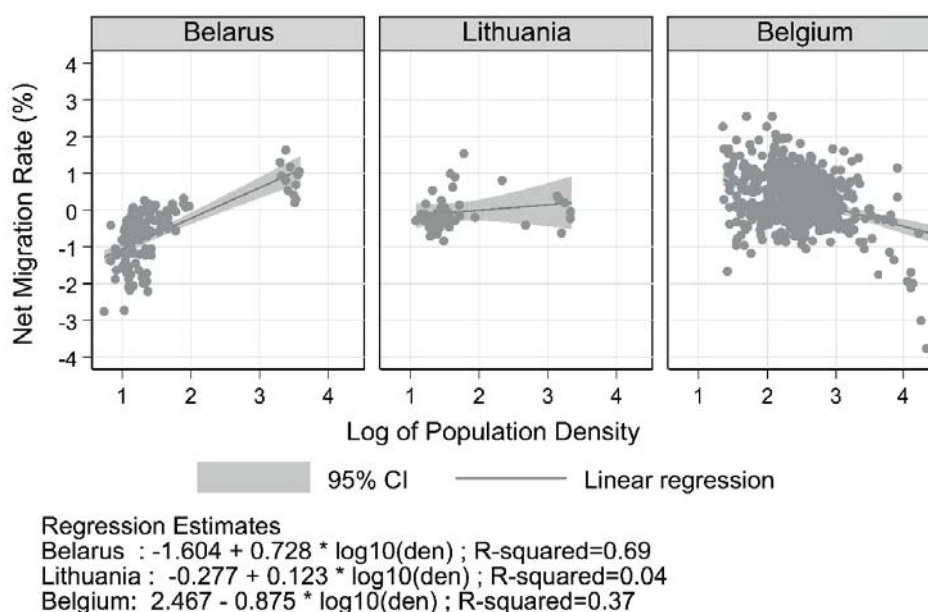 Belarus Lithuania Belgium
Net Migration Rate (%)
4
3
2
1
0
-1
-2
-3
-4
1 2 3 4 1 2 3 4 1 2 3 4
Log of Population Density
95% CI Linear regression
Regression Estimates
Belarus : -1.604 + 0.728 * log10(den) ; R-squared=0.69
Lithuania : -0.277 + 0.123 * log10(den) ; R-squared=0.04
Belgium: 2.467 - 0.875 * log10(den) ; R-squared=0.37